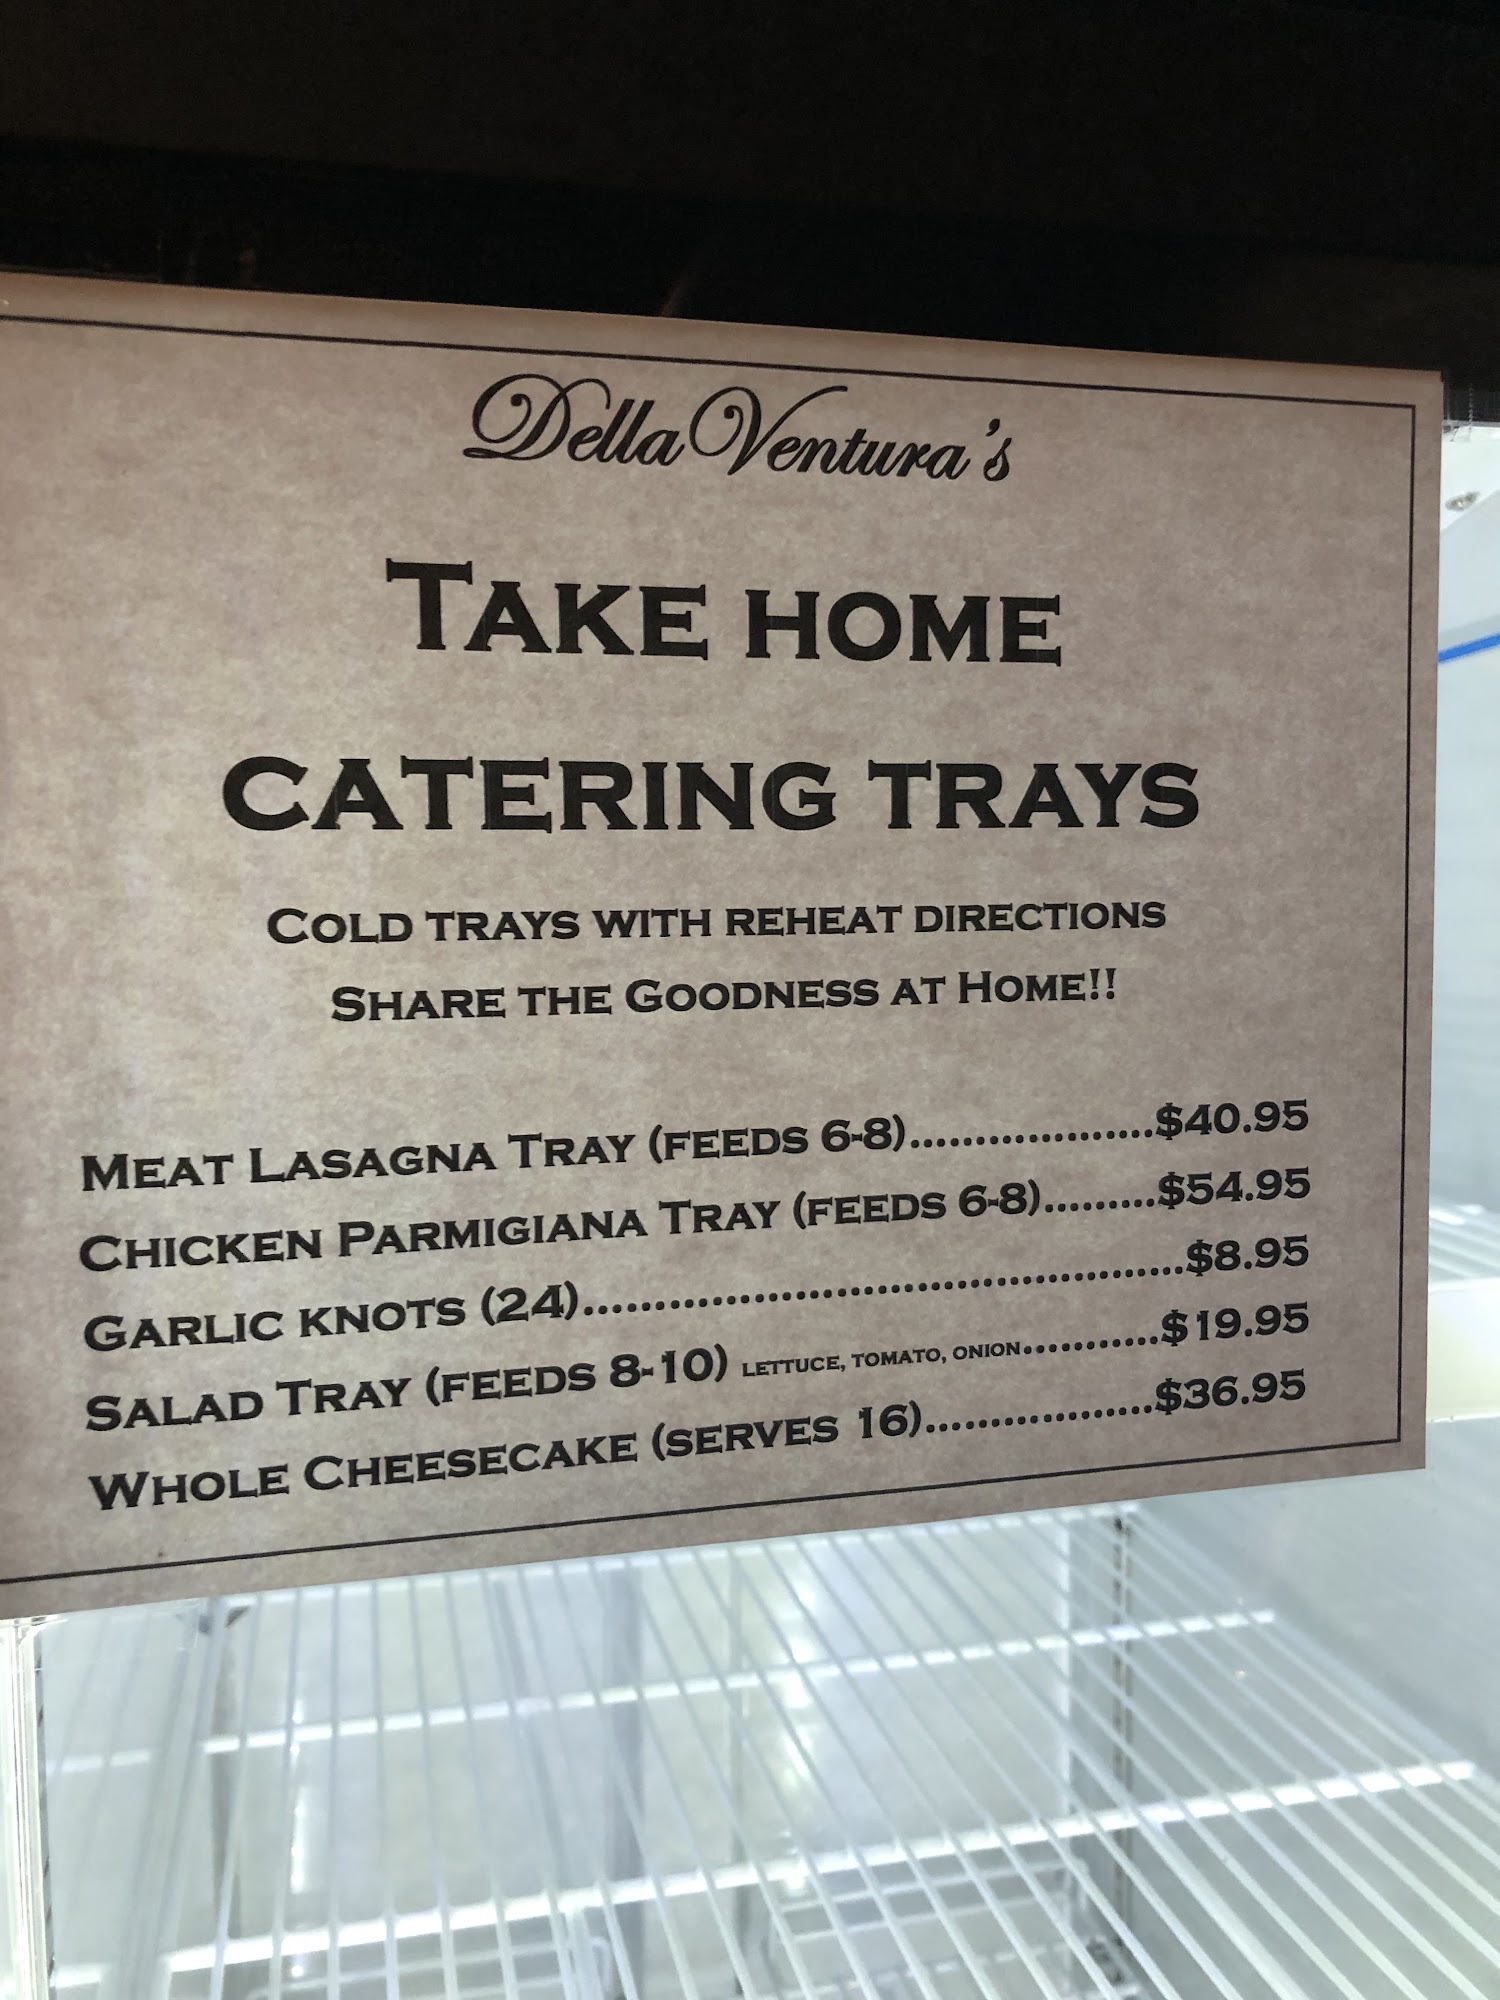 Della Ventura's
TAKE HOME
CATERING TRAYS
COLD TRAYS WITH REHEAT DIRECTIONS
SHARE THE GOODNESS AT HOME!!
MEAT LASAGNA TRAY (FEEDS 6-8)....................$40.95
CHICKEN PARMIGIANA TRAY (FEEDS 6-8).........$54.95
GARLIC KNOTS (24)..................................................$8.95
SALAD TRAY (FEEDS 8-10) LETTUCE, TOMATO, ONION...........$19.95
WHOLE CHEESECAKE (SERVES 16)...................$36.95